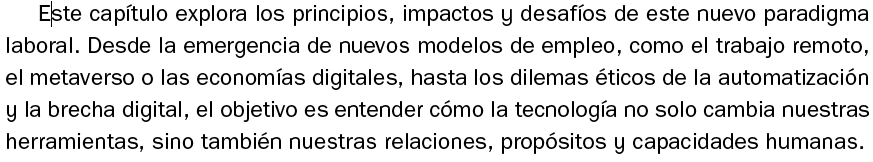 Este capítulo explora los principios, impactos y desafíos de este nuevo paradigma
laboral. Desde la emergencia de nuevos modelos de empleo, como el trabajo remoto,
el metaverso o las economías digitales, hasta los dilemas éticos de la automatización
y la brecha digital, el objetivo es entender cómo la tecnología no solo cambia nuestras
herramientas, sino también nuestras relaciones, propósitos y capacidades humanas.